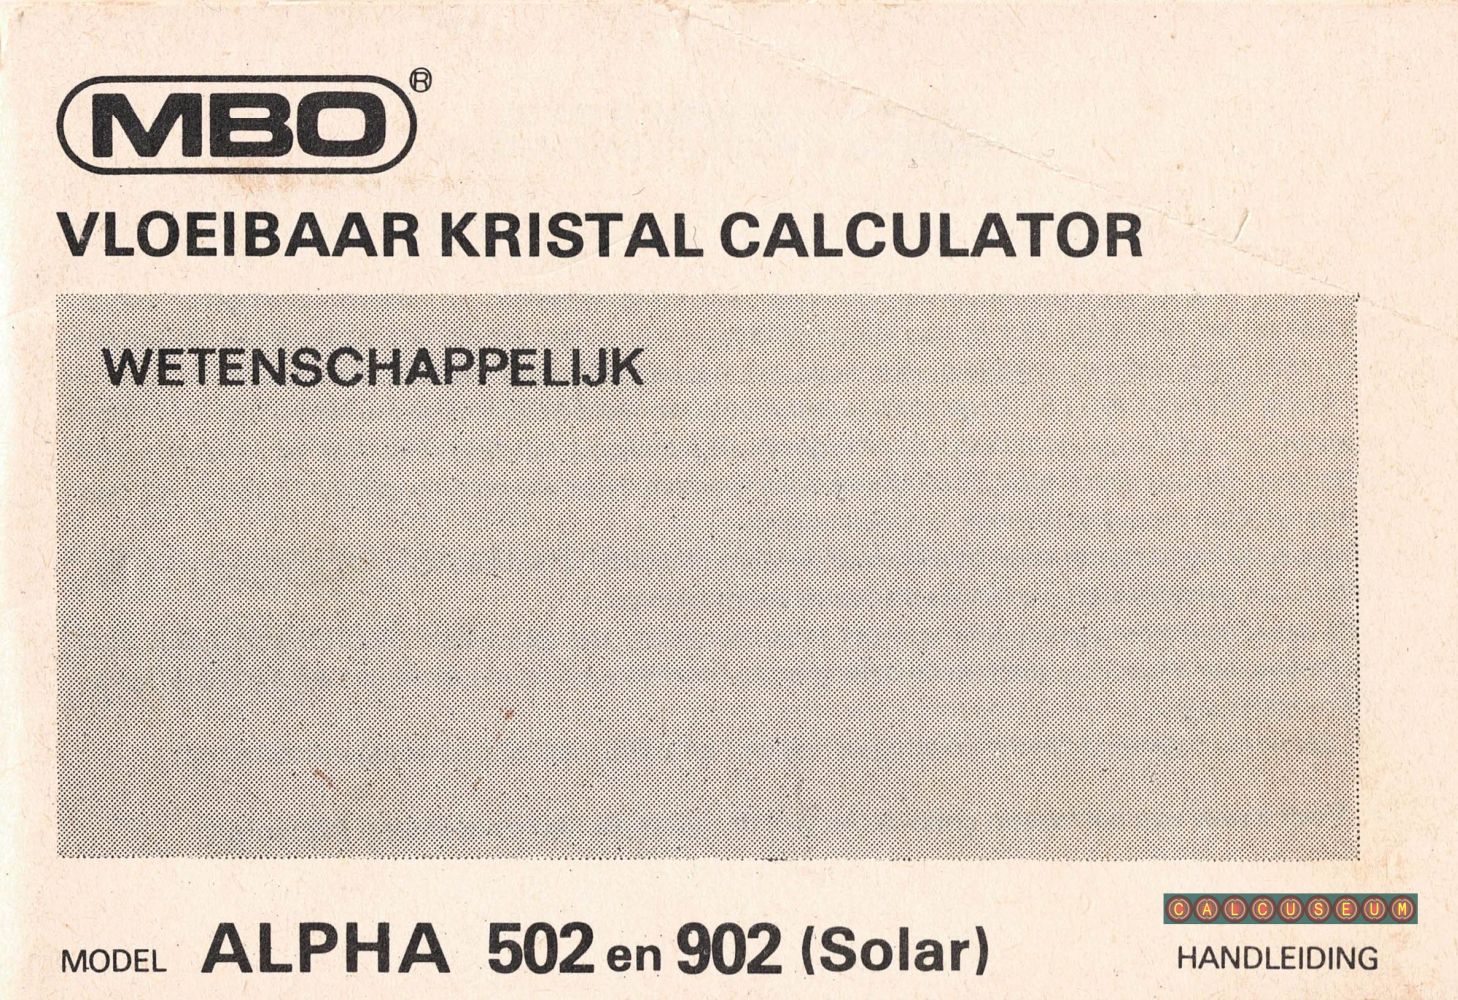 MBO®
VLOEIBAAR KRISTAL CALCULATOR
WETENSCHAPPELIJK
CALCUSEUM
MODEL ALPHA 502 en 902 (Solar)
HANDLEIDING